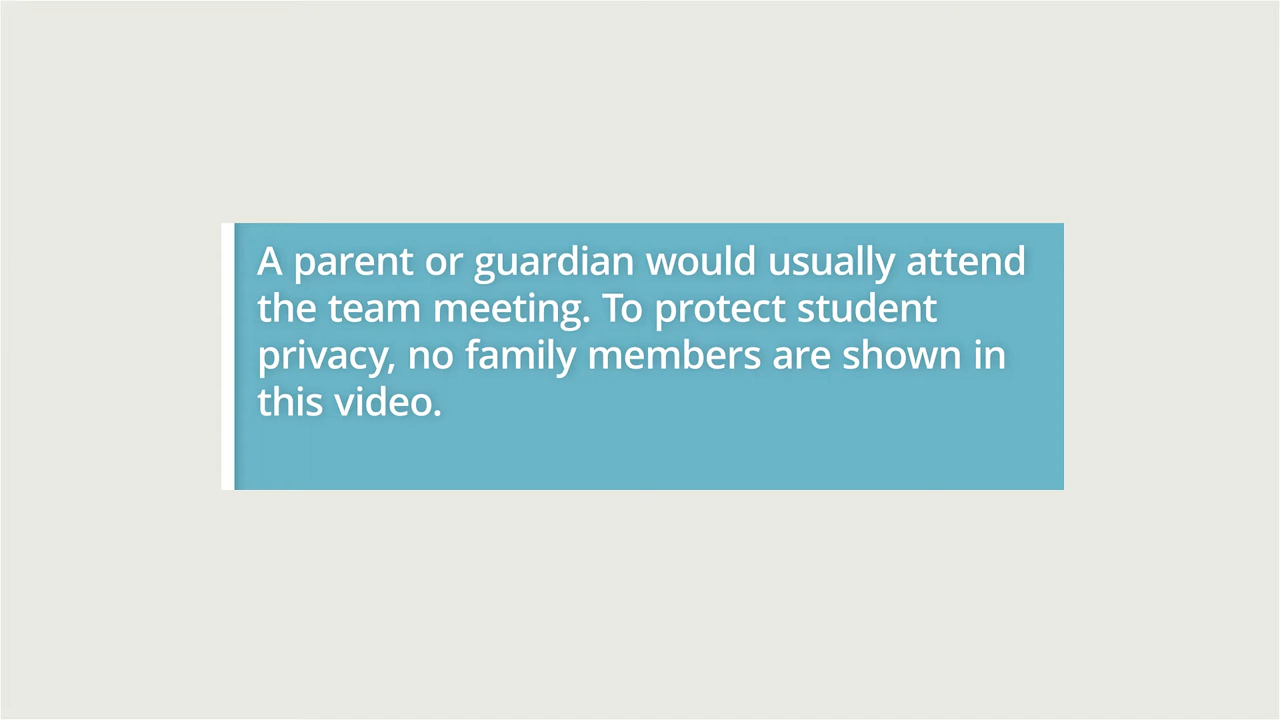 A parent or guardian would usually attend
the team meeting. To protect student
privacy, no family members are shown in
this video.